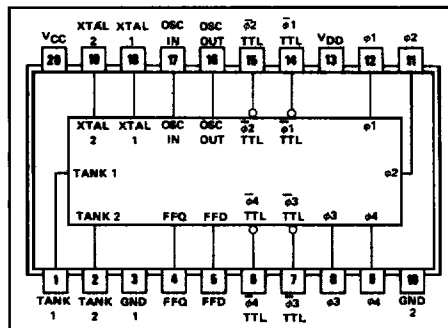 VCC XTAL 2 XTAL 1 OSC IN OSC OUT φ̄2 TTL φ̄1 TTL VDD φ1 φ2
20 19 18 17 16 15 14 13 12 11
XTAL 2 XTAL 1 OSC IN OSC OUT φ̄2 TTL φ̄1 TTL φ1
TANK 1 φ2
TANK 2 FFQ FFD φ̄4 TTL φ̄3 TTL φ3 φ4
1 2 3 4 5 6 7 8 9 10
TANK 1 TANK 2 GND 1 FFQ FFD φ̄4 TTL φ̄3 TTL φ3 φ4 GND 2